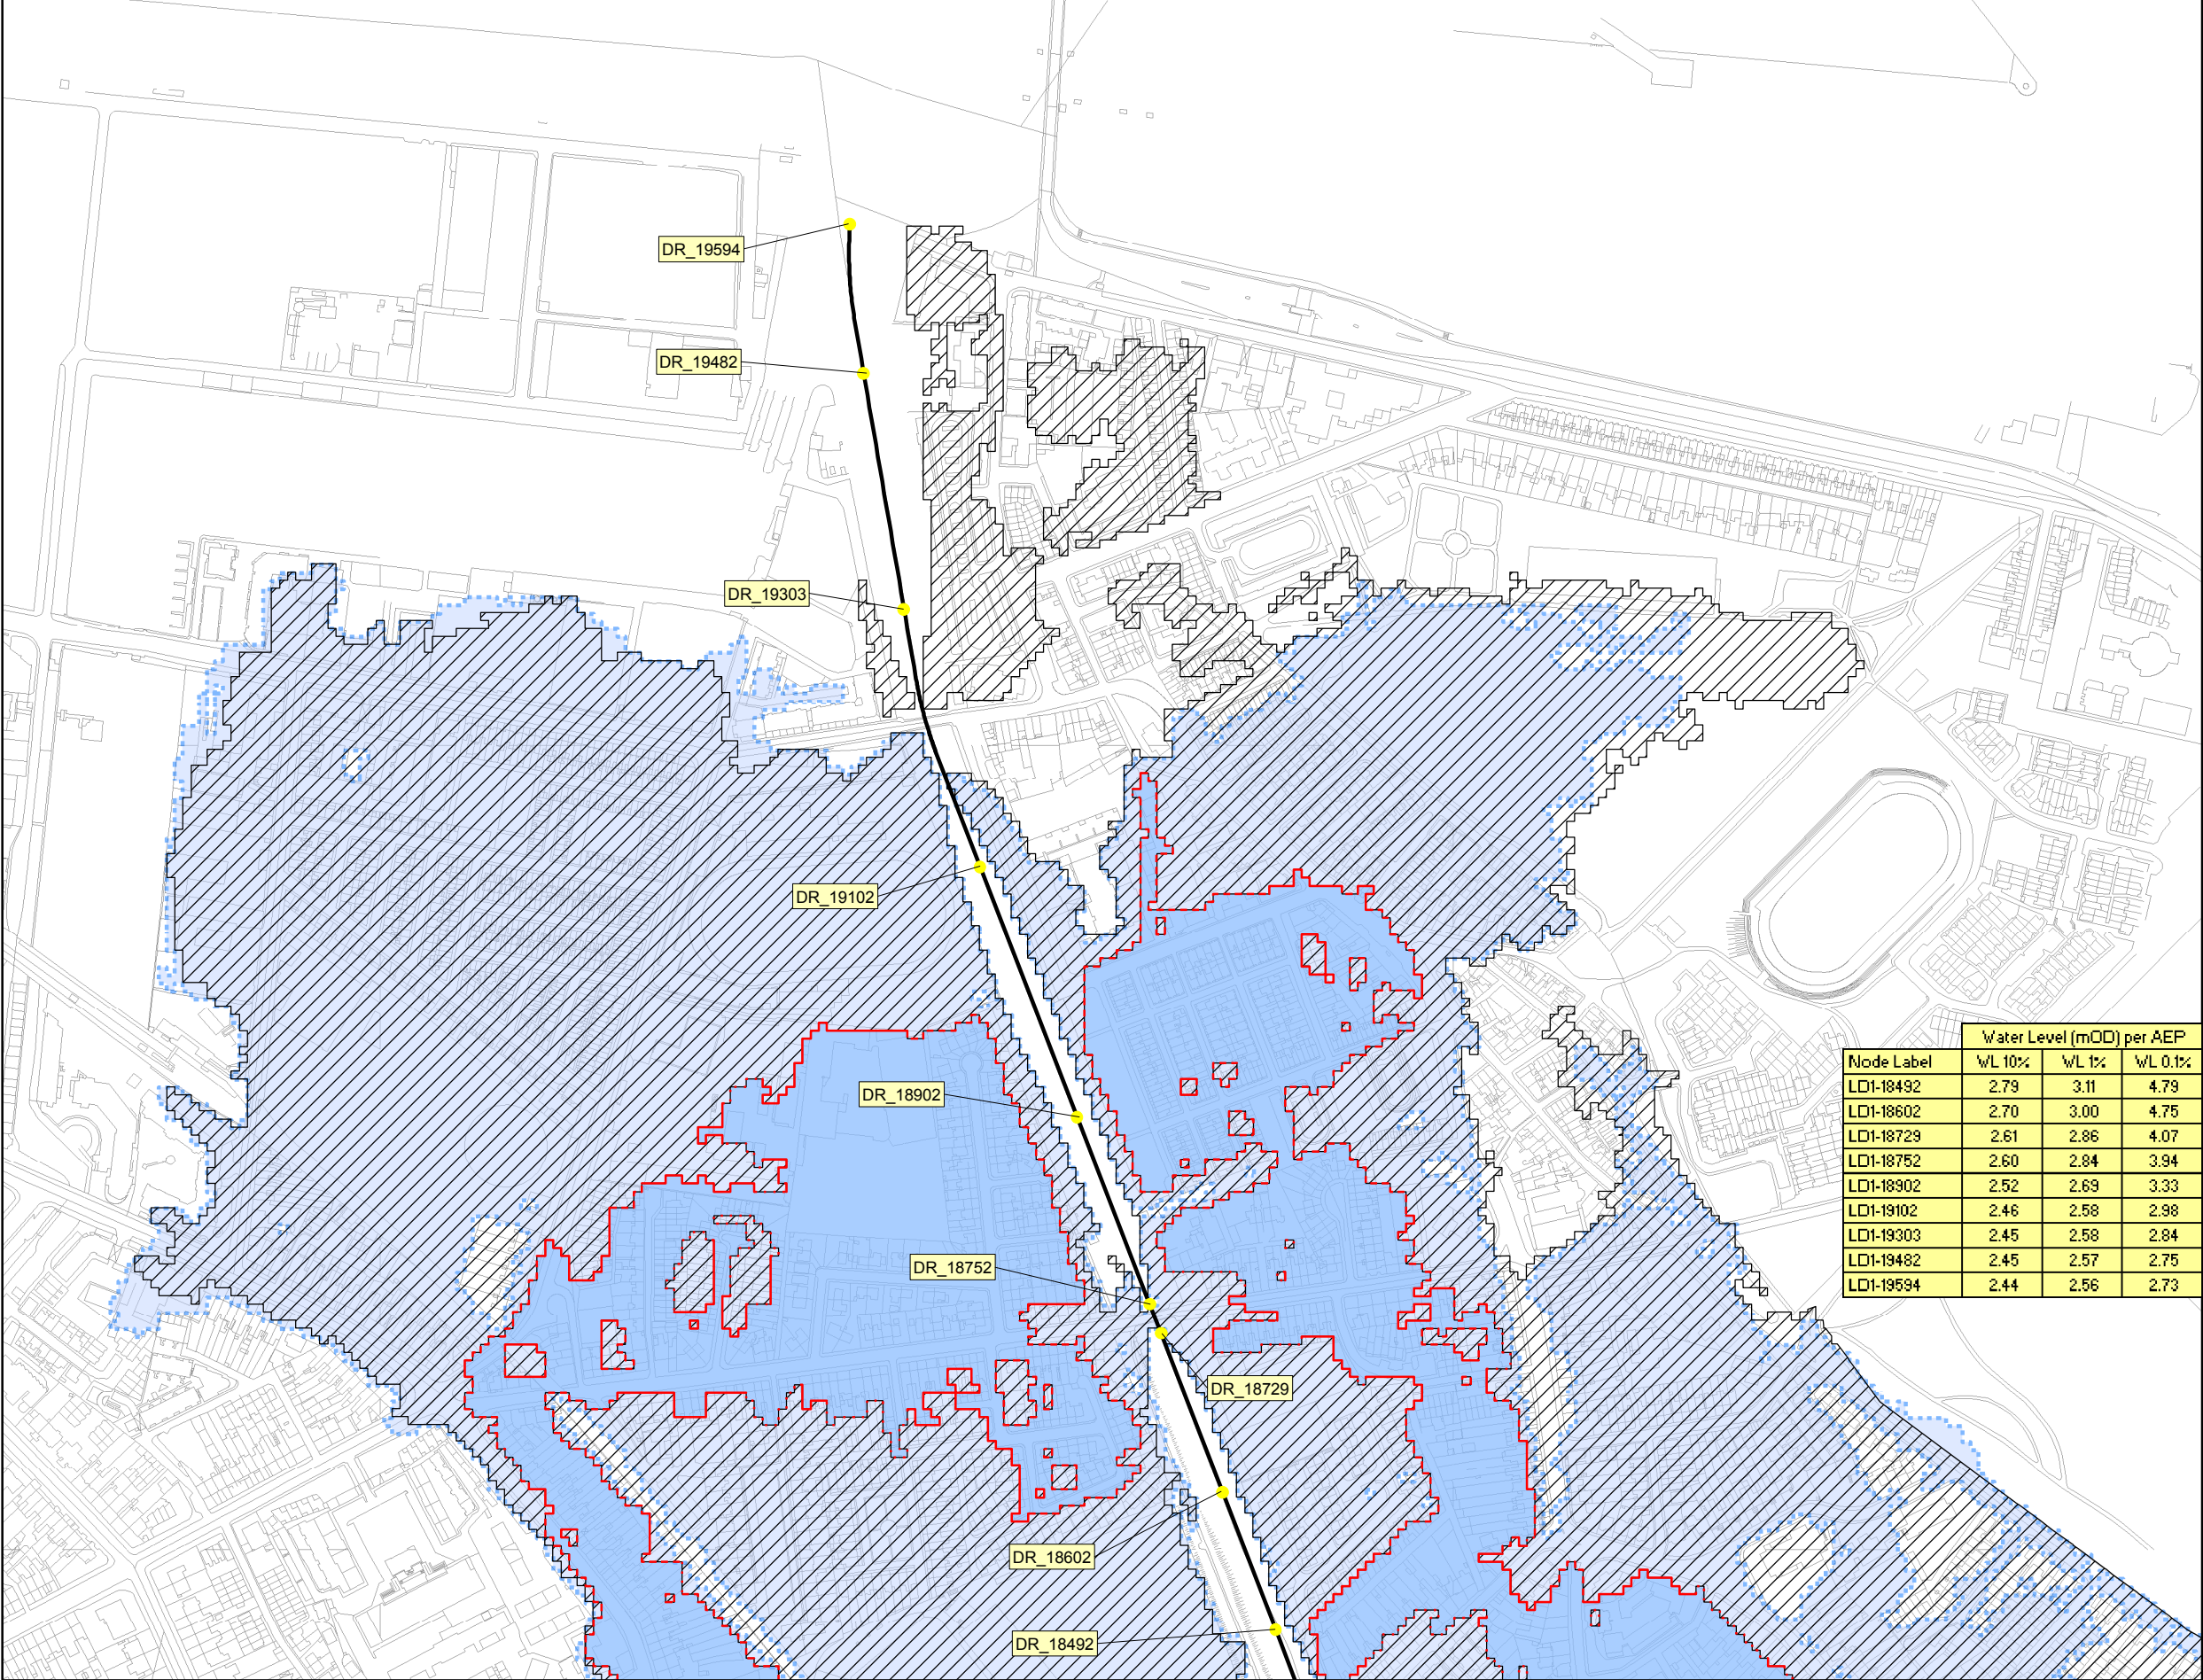 DR_19594
DR_19482
DR_19303
DR_19102
DR_18902
DR_18752
DR_18729
DR_18602
DR_18492
Water Level (mOD) per AEP
Node Label WL 10% WL 1% WL 0.1%
LD1-18492 2.79 3.11 4.79
LD1-18602 2.70 3.00 4.75
LD1-18729 2.61 2.86 4.07
LD1-18752 2.60 2.84 3.94
LD1-18902 2.52 2.69 3.33
LD1-19102 2.46 2.58 2.98
LD1-19303 2.45 2.58 2.84
LD1-19482 2.45 2.57 2.75
LD1-19594 2.44 2.56 2.73